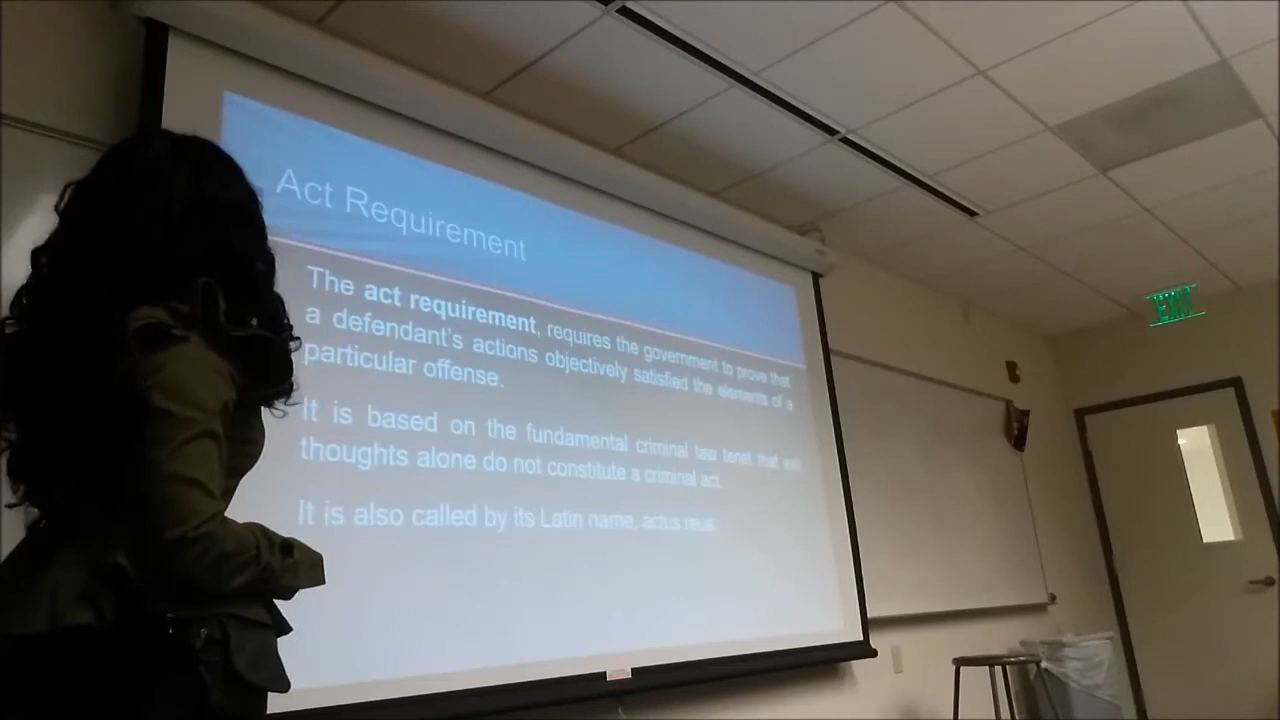 Act Requirement
The act requirement, requires the government to prove that
a defendant's actions objectively satisfied the elements of a
particular offense.
It is based on the fundamental criminal law tenet that evil
thoughts alone do not constitute a criminal act.
It is also called by its Latin name, actus reus.
EXIT